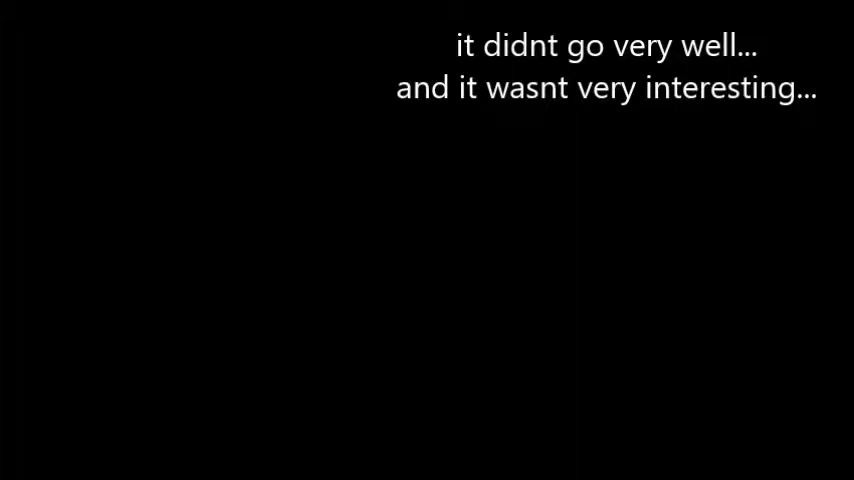 it didnt go very well...
and it wasnt very interesting...